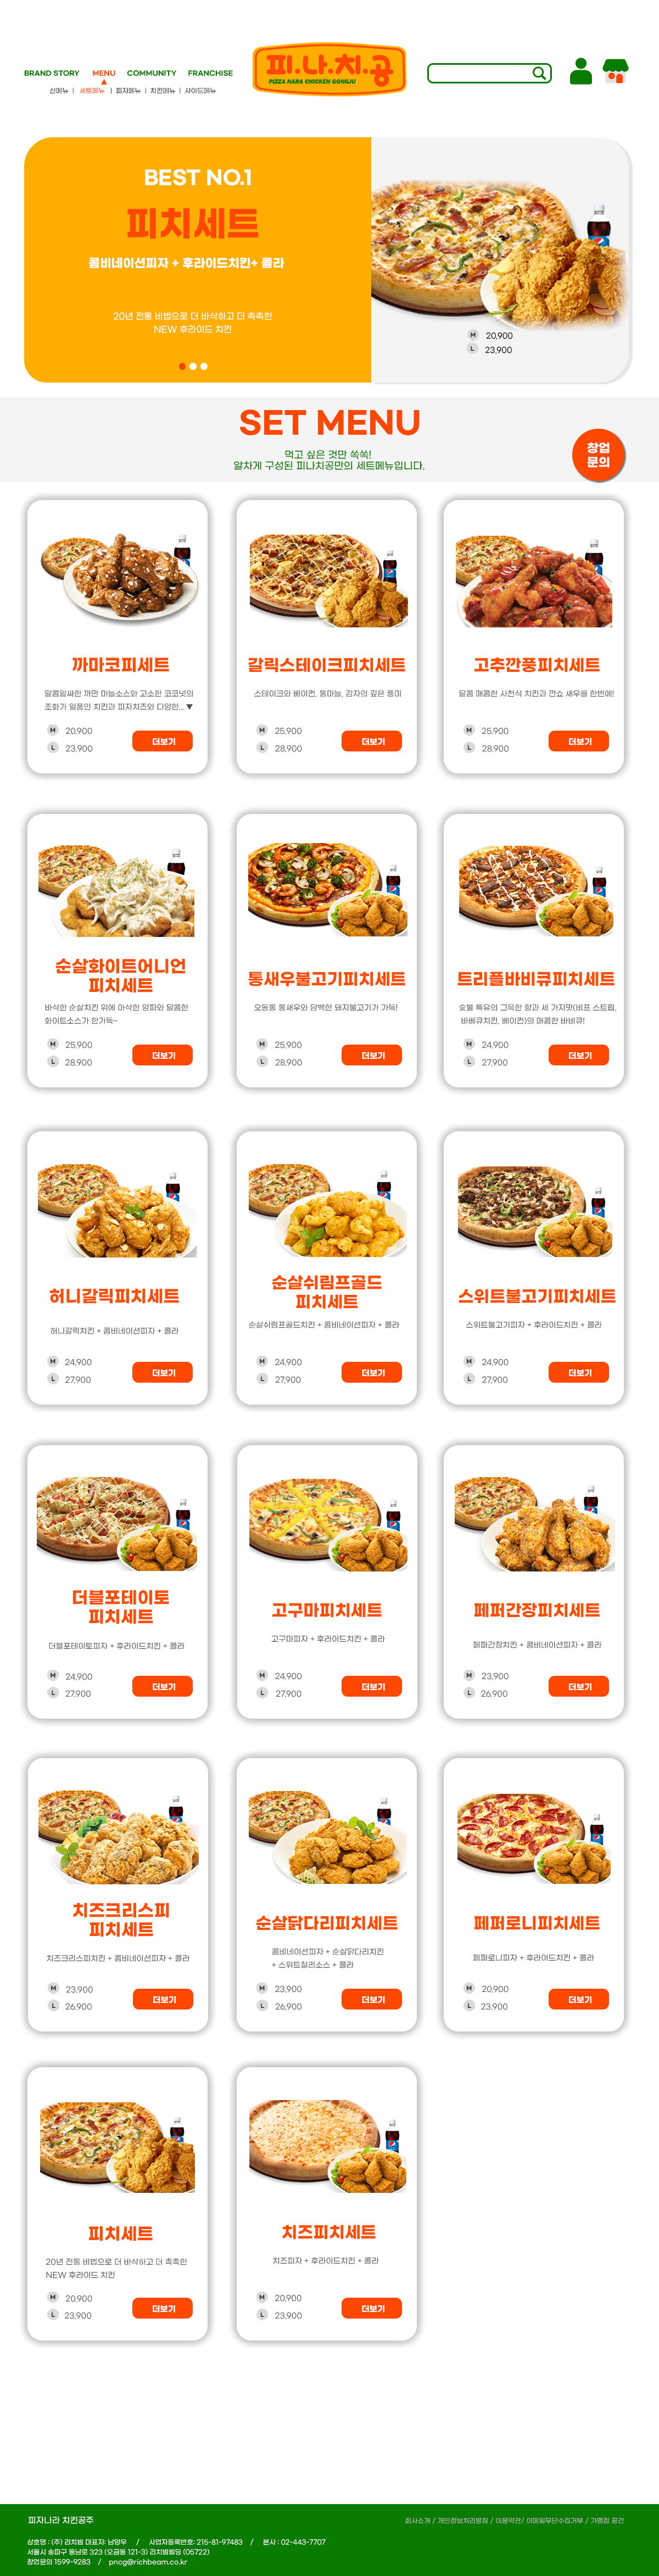 BRAND STORY MENU COMMUNITY FRANCHISE
▲
신메뉴 | 세트메뉴 | 피자메뉴 | 치킨메뉴 | 사이드메뉴
피.나.치.공
PIZZA NARA CHICKEN GONGJU
BEST NO.1
피치세트
콤비네이션피자 + 후라이드치킨+ 콜라
20년 전통 비법으로 더 바삭하고 더 촉촉한
NEW 후라이드 치킨
M 20,900
L 23,900
SET MENU
먹고 싶은 것만 쏙쏙!
알차게 구성된 피나치공만의 세트메뉴입니다.
창업
문의
까마코피세트
달콤알싸한 까만 마늘소스와 고소한 코코넛의
조화가 일품인 치킨과 피자치즈와 다양한... ▼
M 20,900
L 23,900
더보기
갈릭스테이크피치세트
스테이크와 베이컨, 통마늘, 감자의 깊은 풍미
M 25,900
L 28,900
더보기
고추깐풍피치세트
달콤 매콤한 사천식 치킨과 깐쇼 새우를 한번에!
M 25,900
L 28,900
더보기
순살화이트어니언
피치세트
바삭한 순살치킨 위에 아삭한 양파와 달콤한
화이트소스가 한가득~
M 25,900
L 28,900
더보기
통새우불고기피치세트
오동통 통새우와 담백한 돼지불고기가 가득!
M 25,900
L 28,900
더보기
트리플바비큐피치세트
숯불 특유의 그윽한 향과 세 가지맛(비프 스트립,
바베큐치킨, 베이컨)의 매콤한 바비큐!
M 24,900
L 27,900
더보기
허니갈릭피치세트
허니갈릭치킨 + 콤비네이션피자 + 콜라
M 24,900
L 27,900
더보기
순살쉬림프골드
피치세트
순살쉬림프골드치킨 + 콤비네이션피자 + 콜라
M 24,900
L 27,900
더보기
스위트불고기피치세트
스위트불고기피자 + 후라이드치킨 + 콜라
M 24,900
L 27,900
더보기
더블포테이토
피치세트
더블포테이토피자 + 후라이드치킨 + 콜라
M 24,900
L 27,900
더보기
고구마피치세트
고구마피자 + 후라이드치킨 + 콜라
M 24,900
L 27,900
더보기
페퍼간장피치세트
페퍼간장치킨 + 콤비네이션피자 + 콜라
M 23,900
L 26,900
더보기
치즈크리스피
피치세트
치즈크리스피치킨 + 콤비네이션피자 + 콜라
M 23,900
L 26,900
더보기
순살닭다리피치세트
콤비네이션피자 + 순살닭다리치킨
+ 스위트칠리소스 + 콜라
M 23,900
L 26,900
더보기
페퍼로니피치세트
페퍼로니피자 + 후라이드치킨 + 콜라
M 20,900
L 23,900
더보기
피치세트
20년 전통 비법으로 더 바삭하고 더 촉촉한
NEW 후라이드 치킨
M 20,900
L 23,900
더보기
치즈피치세트
치즈피자 + 후라이드치킨 + 콜라
M 20,900
L 23,900
더보기
피자나라 치킨공주
회사소개 / 개인정보처리방침 / 이용약관/ 이메일무단수집거부 / 가맹점 공간
상호명 : (주) 리치빔 대표자: 남양우 / 사업자등록번호: 215-81-97483 / 본사 : 02-443-7707
서울시 송파구 동남로 323 (오금동 121-3) 리치빔빌딩 (05722)
창업문의 1599-9283 / pncg@richbeam.co.kr